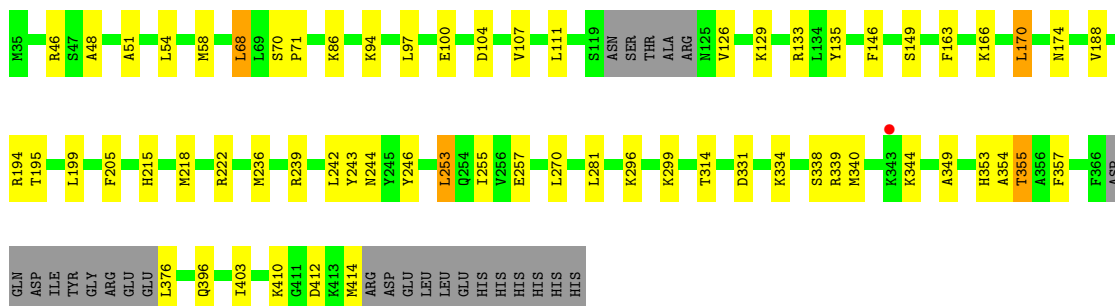 M35 R46 S47 A48 A51 L54 M58 L68 L69 S70 P71 K86 K94 L97 E100 D104 V107 L111 S119 ASN SER THR ALA ARG N125 V126 K129 R133 L134 Y135 F146 S149 F163 K166 L170 N174 V188
R194 T195 L199 F205 H215 M218 R222 M236 R239 L242 Y243 N244 Y245 Y246 L253 Q254 I255 V256 E257 L270 L281 K296 K299 T314 D331 K334 S338 R339 M340 K343 K344 A349 H353 A354 T355 A356 F357 F366 ASP
GLN ASP ILE TYR GLY ARG GLU GLU L376 Q396 I403 K410 G411 D412 K413 M414 ARG ASP GLU LEU LEU GLU HIS HIS HIS HIS HIS HIS